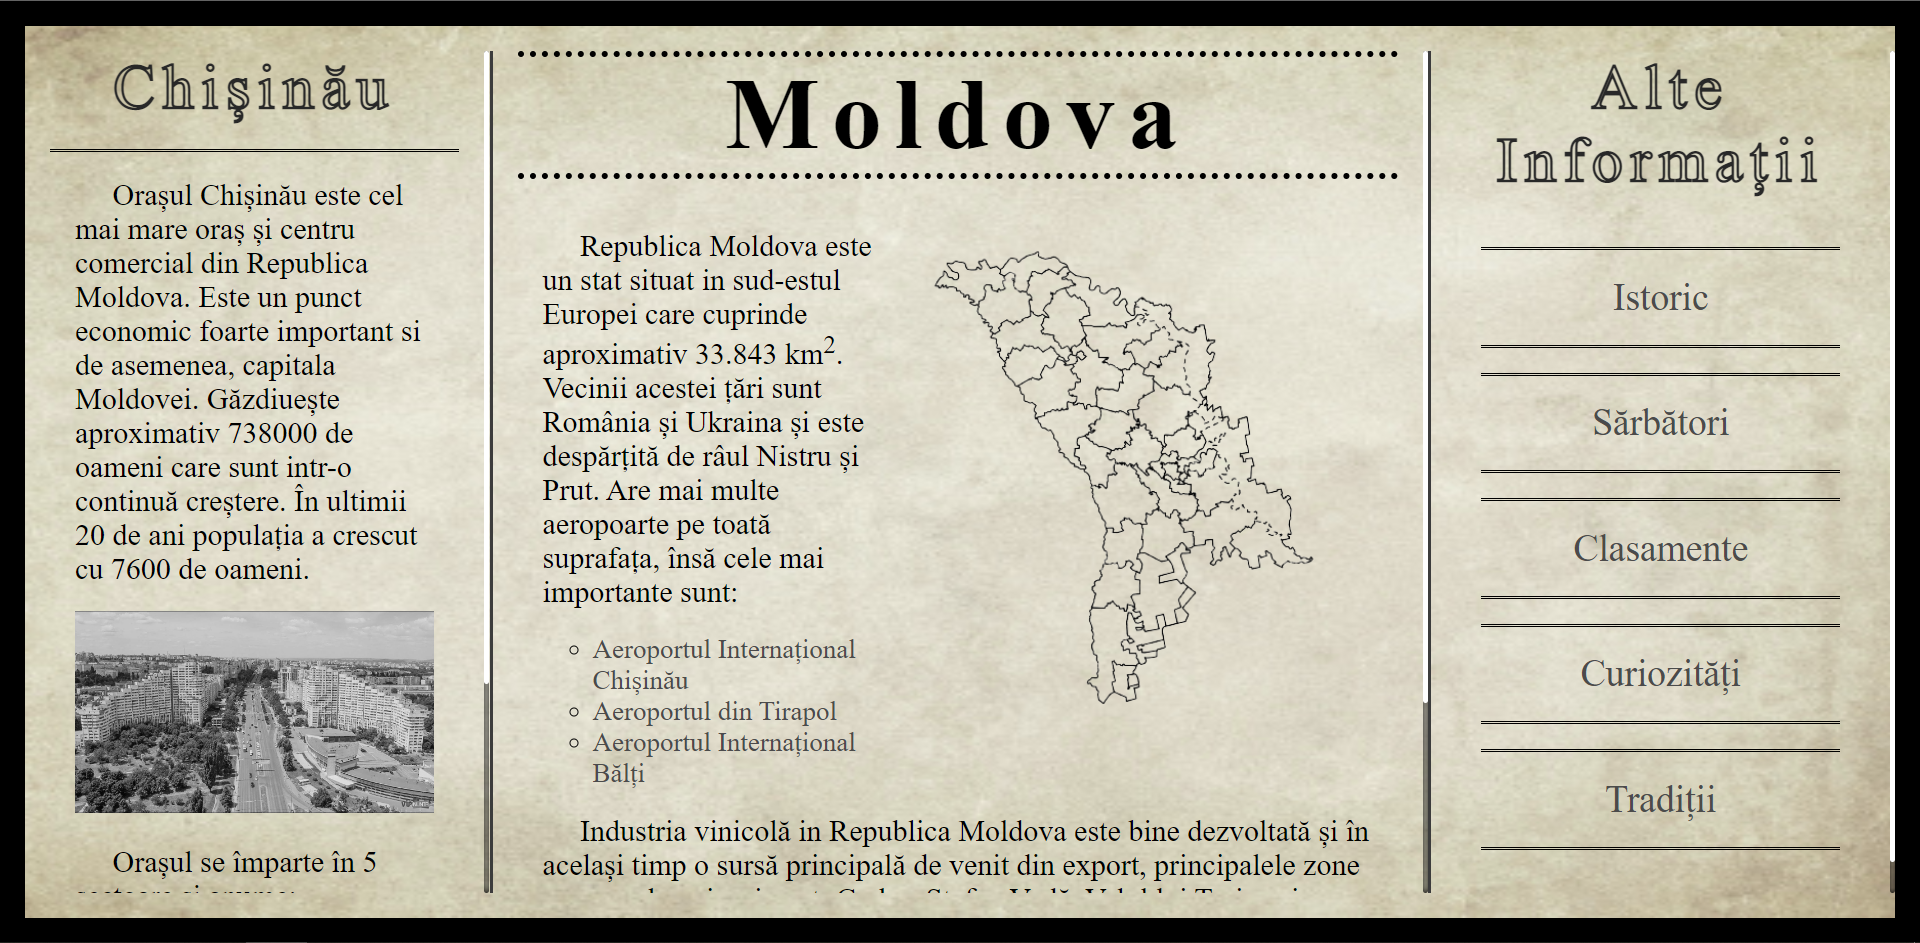 Chișinău
Orașul Chișinău este cel
mai mare oraș și centru
comercial din Republica
Moldova. Este un punct
economic foarte important si
de asemenea, capitala
Moldovei. Găzdiuește
aproximativ 738000 de
oameni care sunt intr-o
continuă creștere. În ultimii
20 de ani populația a crescut
cu 7600 de oameni.
Orașul se împarte în 5
Moldova
Republica Moldova este
un stat situat in sud-estul
Europei care cuprinde
aproximativ 33.843 km².
Vecinii acestei țări sunt
România și Ukraina și este
despărțită de râul Nistru și
Prut. Are mai multe
aeropoarte pe toată
suprafața, însă cele mai
importante sunt:
Aeroportul Internațional
Chișinău
Aeroportul din Tirapol
Aeroportul Internațional
Bălți
Industria vinicolă in Republica Moldova este bine dezvoltată și în
același timp o sursă principală de venit din export, principalele zone
Alte
Informații
Istoric
Sărbători
Clasamente
Curiozități
Tradiții